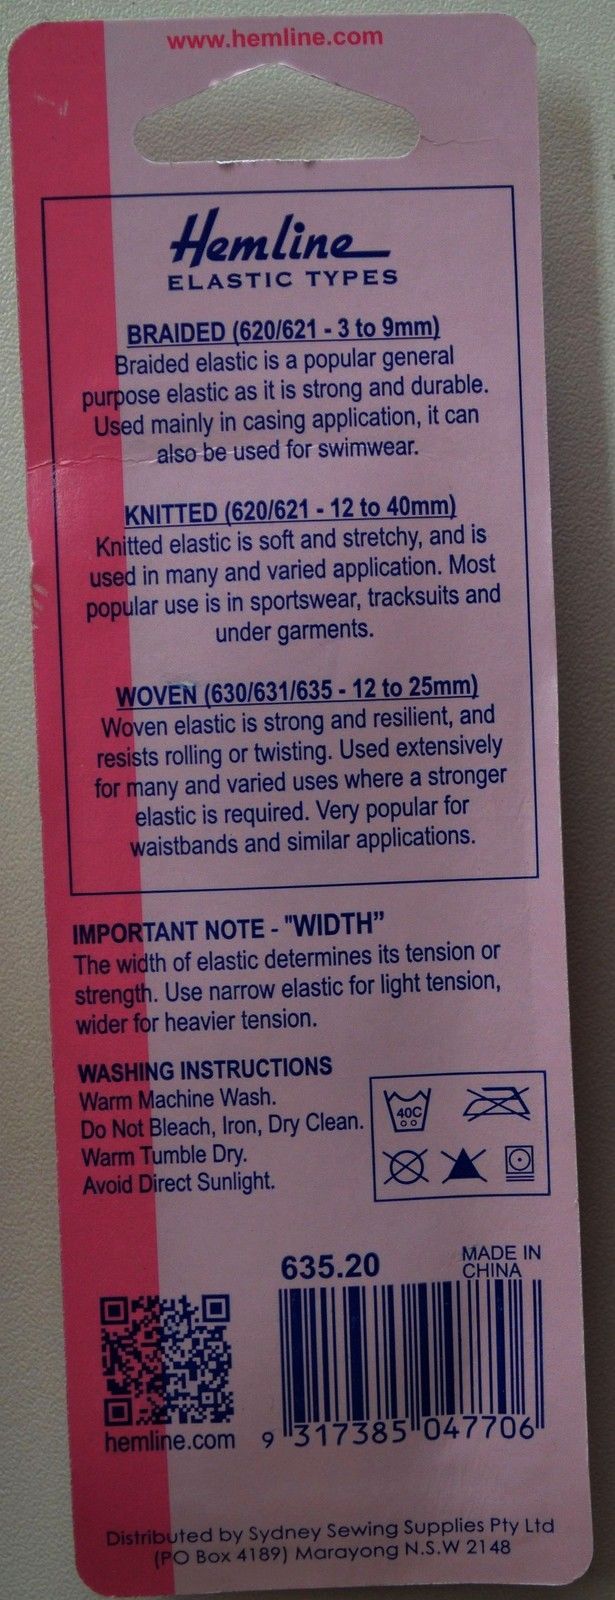 www.hemline.com
Hemline
ELASTIC TYPES
BRAIDED (620/621 - 3 to 9mm)
Braided elastic is a popular general
purpose elastic as it is strong and durable.
Used mainly in casing application, it can
also be used for swimwear.
KNITTED (620/621 - 12 to 40mm)
Knitted elastic is soft and stretchy, and is
used in many and varied application. Most
popular use is in sportswear, tracksuits and
under garments.
WOVEN (630/631/635 - 12 to 25mm)
Woven elastic is strong and resilient, and
resists rolling or twisting. Used extensively
for many and varied uses where a stronger
elastic is required. Very popular for
waistbands and similar applications.
IMPORTANT NOTE - "WIDTH”
The width of elastic determines its tension or
strength. Use narrow elastic for light tension,
wider for heavier tension.
WASHING INSTRUCTIONS
Warm Machine Wash.
Do Not Bleach, Iron, Dry Clean.
Warm Tumble Dry.
Avoid Direct Sunlight.
40C
635.20
MADE IN
CHINA
hemline.com
9 317385 047706
Distributed by Sydney Sewing Supplies Pty Ltd
(PO Box 4189) Marayong N.S.W 2148